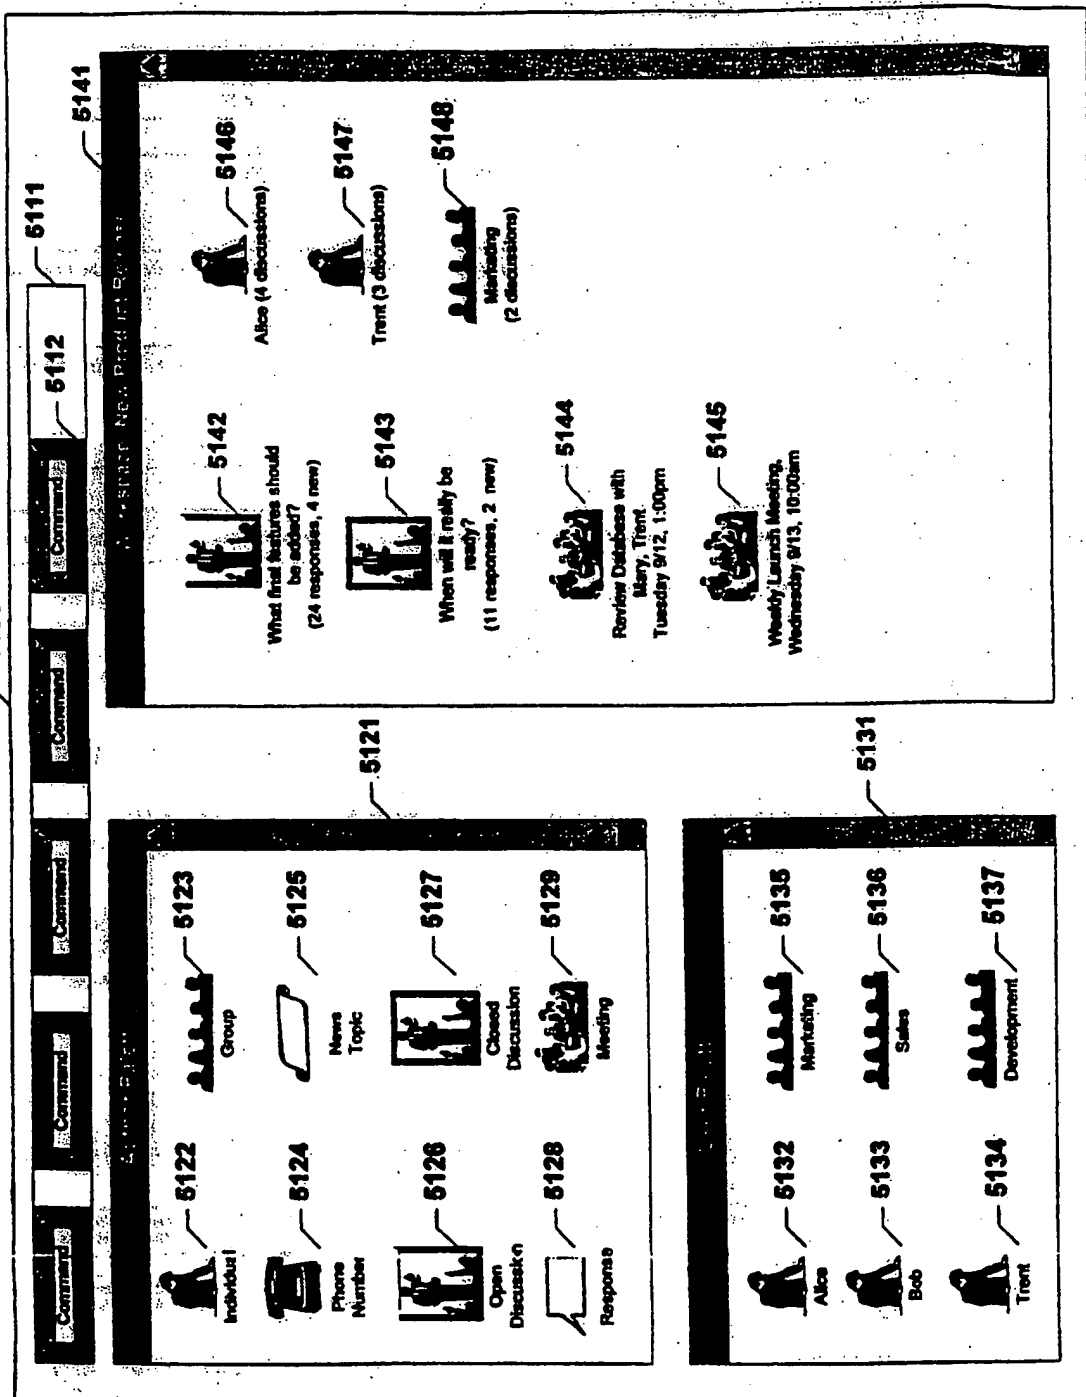 5111
Command
Command
Command
Command
Command
5112
5121
5122
Individual
5123
Group
5124
Phone
Number
5125
News
Topic
5126
Open
Discussion
5127
Closed
Discussion
5128
Response
5129
Meeting
5131
5132
Alice
5135
Marketing
5133
Bob
5136
Sales
5134
Trent
5137
Development
5141
New Product
5142
What final features should
be added?
(24 responses, 4 new)
5146
Alice (4 discussions)
5143
When will it really be
ready?
(11 responses, 2 new)
5147
Trent (3 discussions)
5144
Review Database with
Mary, Trent
Tuesday 9/12, 1:00pm
5148
Marketing
(2 discussions)
5145
Weekly Launch Meeting,
Wednesday 9/13, 10:00am